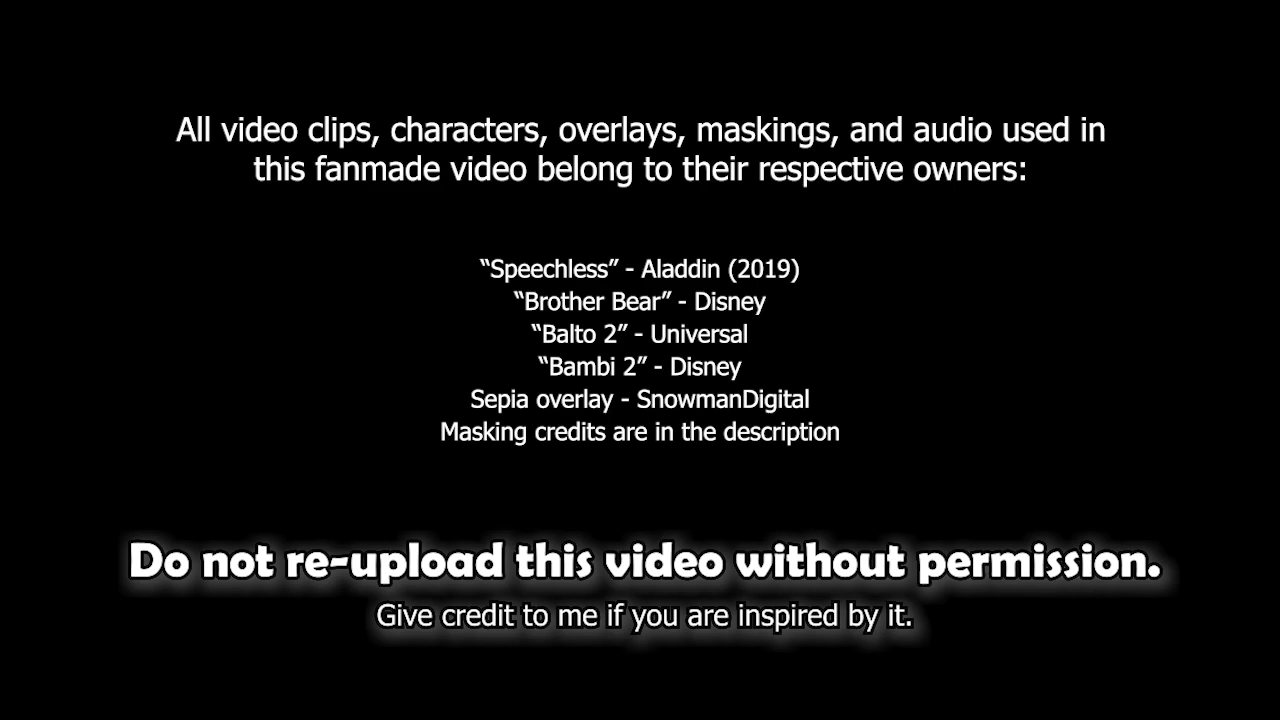 All video clips, characters, overlays, maskings, and audio used in
this fanmade video belong to their respective owners:
“Speechless” - Aladdin (2019)
“Brother Bear” - Disney
“Balto 2” - Universal
“Bambi 2” - Disney
Sepia overlay - SnowmanDigital
Masking credits are in the description
Do not re-upload this video without permission.
Give credit to me if you are inspired by it.